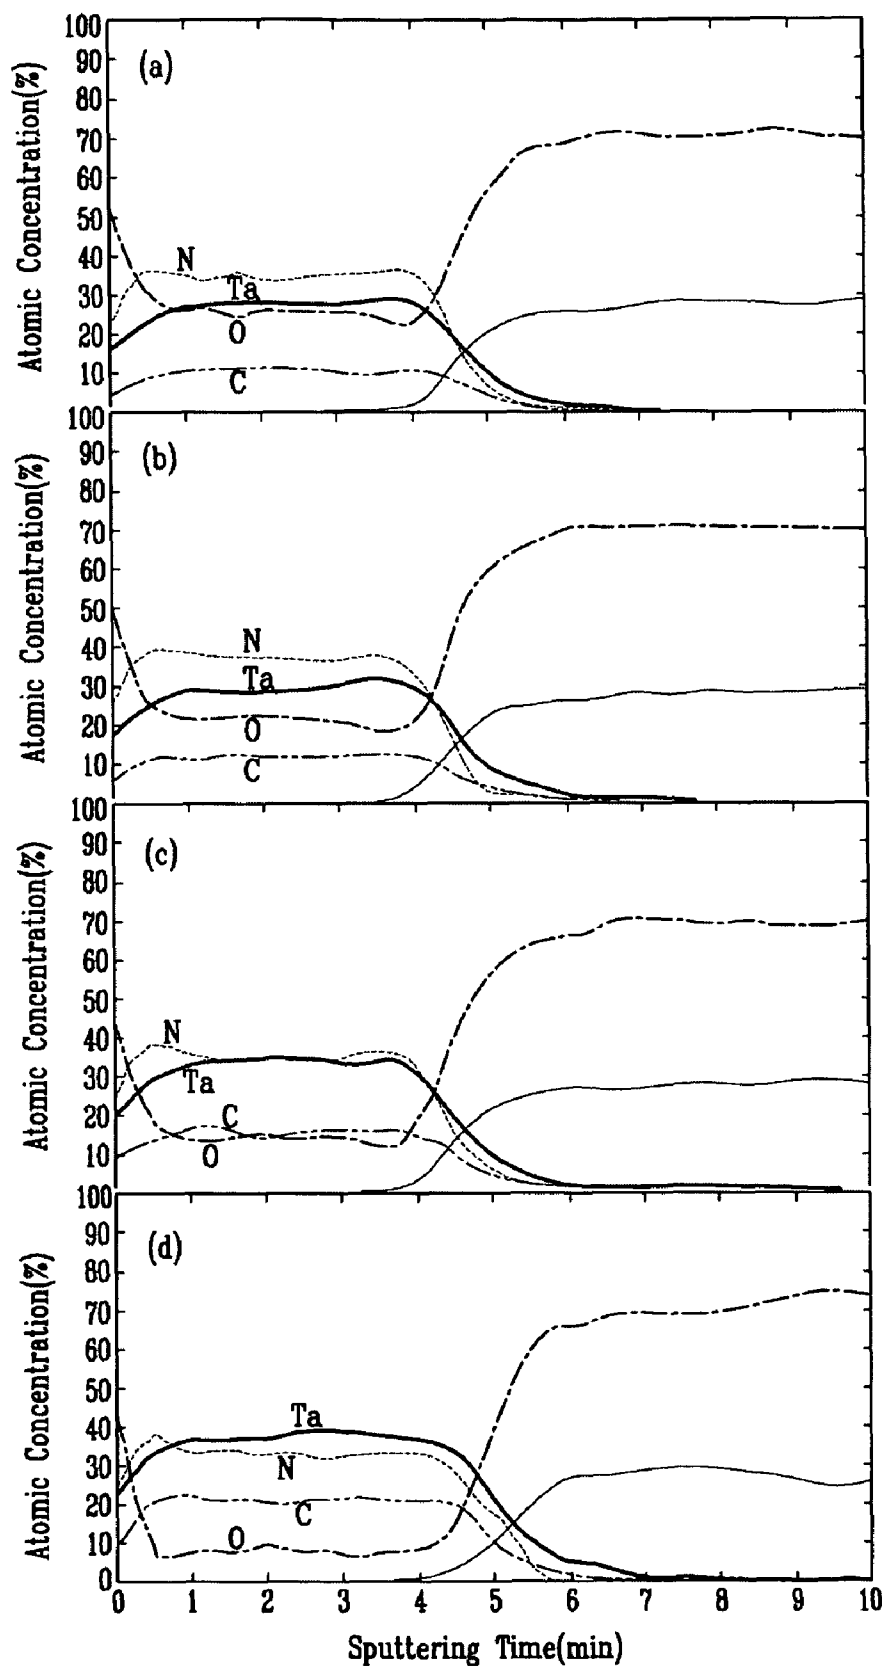 100
(a)
90
80
70
60
50
40
30
20
10
N
Ta
O
C
Atomic Concentration(%)
100
(b)
90
80
70
60
50
40
30
20
10
N
Ta
O
C
Atomic Concentration(%)
100
(c)
90
80
70
60
50
40
30
20
10
N
Ta
C
O
Atomic Concentration(%)
100
(d)
90
80
70
60
50
40
30
20
10
0
Ta
N
C
O
Atomic Concentration(%)
0 1 2 3 4 5 6 7 8 9 10
Sputtering Time(min)